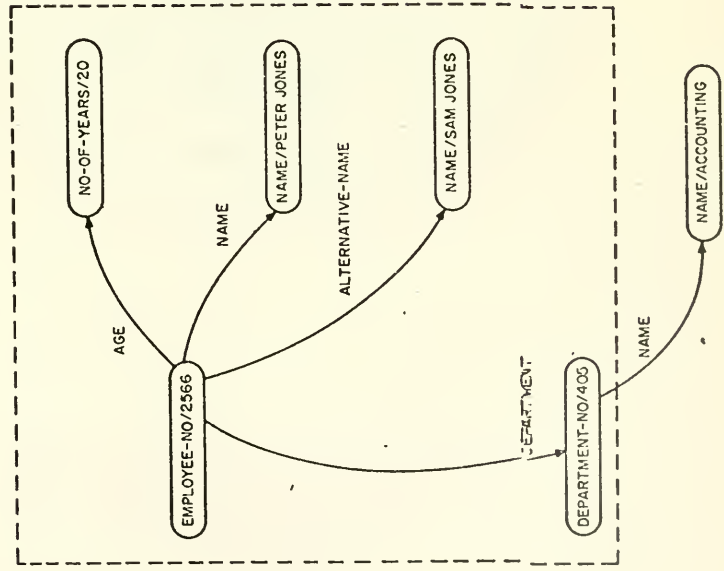 NO-OF-YEARS/20
NAME/PETER JONES
NAME/SAM JONES
AGE
NAME
ALTERNATIVE-NAME
EMPLOYEE-NO/2566
DEPARTMENT
DEPARTMENT-NO/405
NAME
NAME/ACCOUNTING